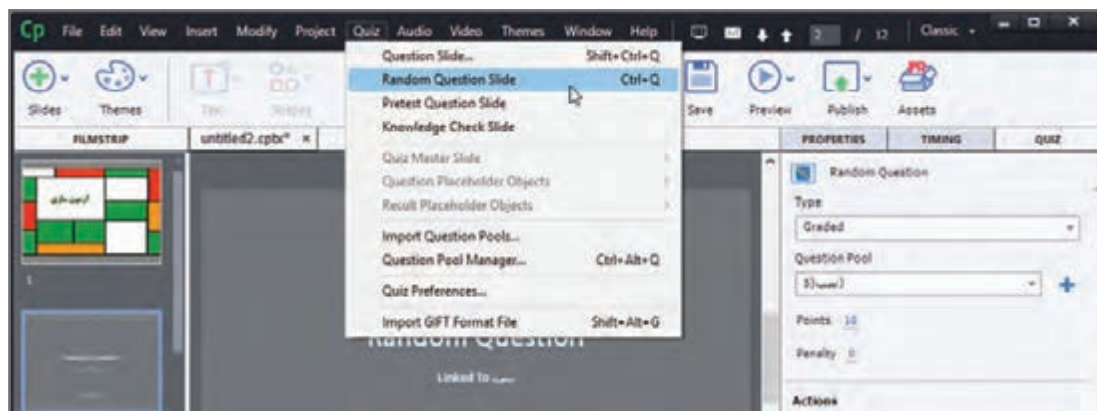 Cp File Edit View Insert Modify Project Quiz Audio Video Themes Window Help 2 / 12 Classic
Slides Themes Text Shapes Save Preview Publish Assets
FILMSTRIP untitled2.cptx* × PROPERTIES TIMING QUIZ
Question Slide... Shift+Ctrl+Q
Random Question Slide Ctrl+Q
Pretest Question Slide
Knowledge Check Slide
Quiz Master Slide
Question Placeholder Objects
Result Placeholder Objects
Import Question Pools...
Question Pool Manager... Ctrl+Alt+Q
Quiz Preferences...
Import GIFT Format File Shift+Alt+G
1
Random Question
Linked To
Random Question
Type
Graded
Question Pool
Points: 10
Penalty: 0
Actions